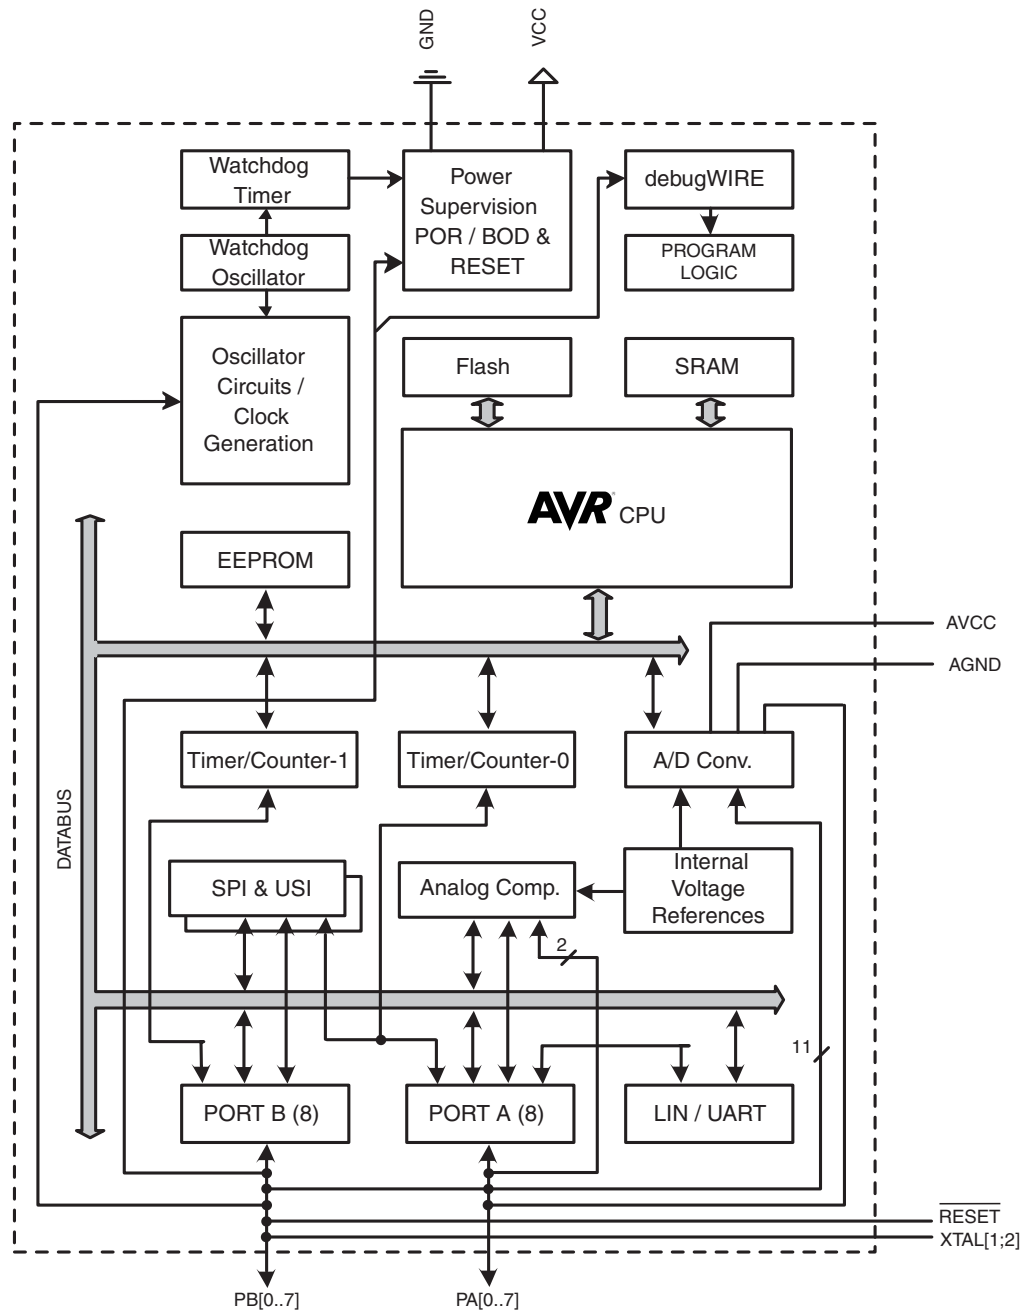 GND
VCC
Watchdog
Timer
Power
Supervision
POR / BOD &
RESET
debugWIRE
Watchdog
Oscillator
PROGRAM
LOGIC
Oscillator
Circuits /
Clock
Generation
Flash
SRAM
AVR® CPU
EEPROM
AVCC
AGND
Timer/Counter-1
Timer/Counter-0
A/D Conv.
DATABUS
SPI & USI
Analog Comp.
Internal
Voltage
References
2
11
PORT B (8)
PORT A (8)
LIN / UART
RESET
XTAL[1;2]
PB[0..7]
PA[0..7]